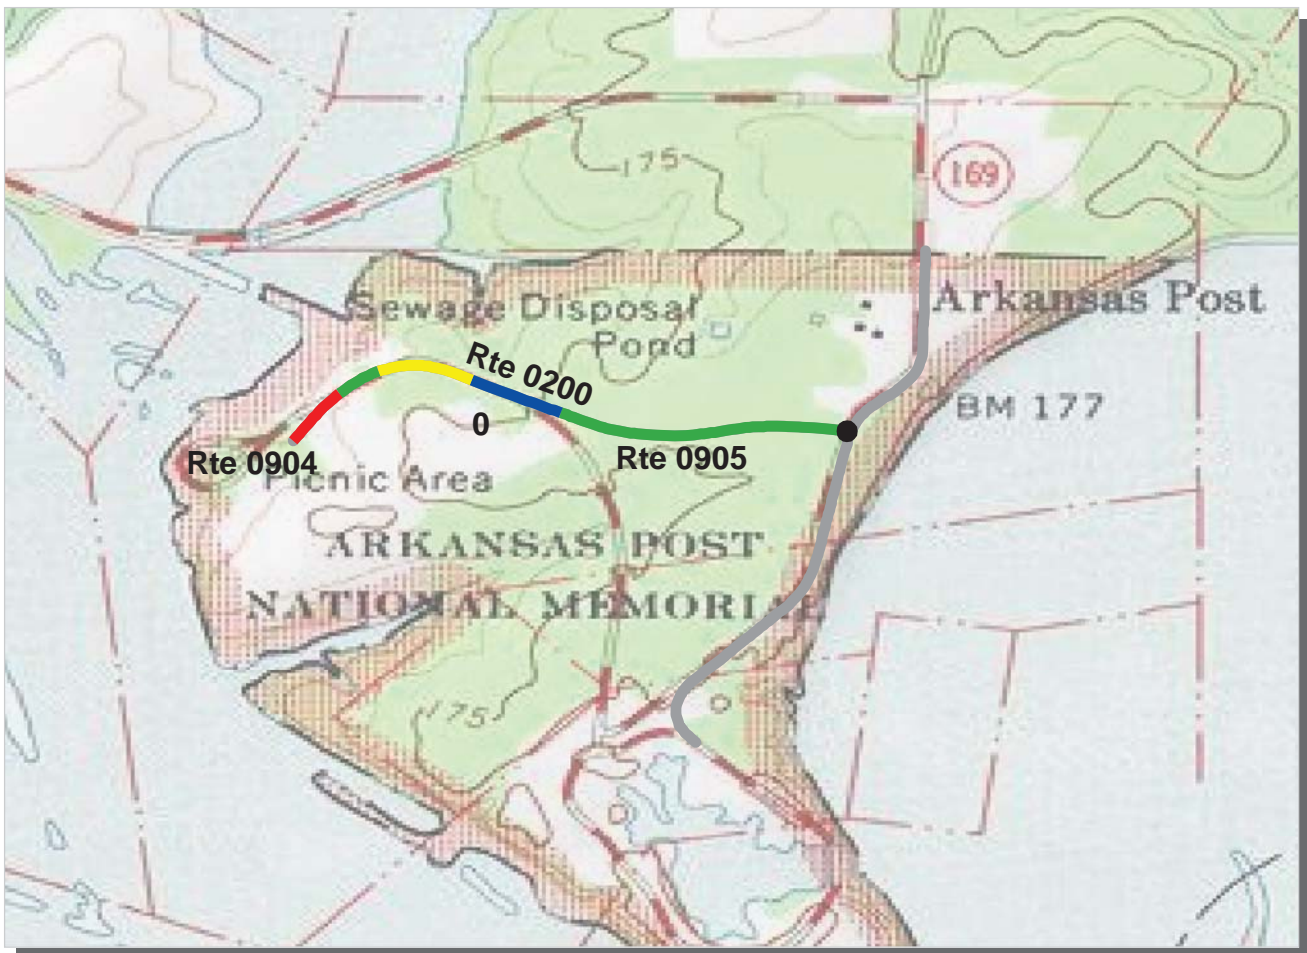 175
169
Sewage Disposal
Pond
Arkansas Post
Rte 0200
0
BM 177
Rte 0904
Rte 0905
Picnic Area
ARKANSAS POST
NATIONAL MEMORIAL
175